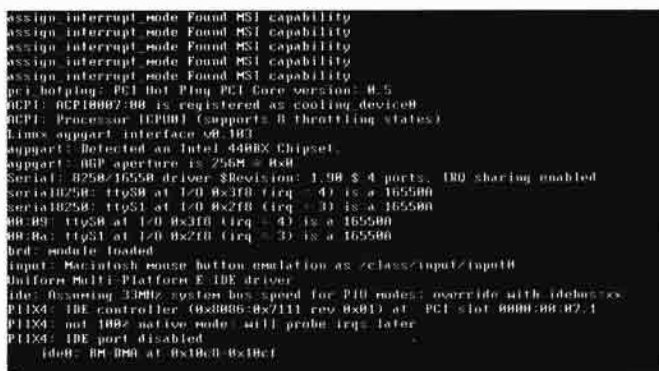 assign_interrupt_mode Found MSI capability
assign_interrupt_mode Found MSI capability
assign_interrupt_mode Found MSI capability
assign_interrupt_mode Found MSI capability
assign_interrupt_mode Found MSI capability
pci_hotplug: PCI Hot Plug PCI Core version: 0.5
ACPI: ACPI0007:00 is registered as cooling_device0
ACPI: Processor [CPU0] (supports 8 throttling states)
Linux agpgart interface v0.103
agpgart: Detected an Intel 440BX Chipset.
agpgart: AGP aperture is 256M @ 0x0
Serial: 8250/16550 driver $Revision: 1.90 $ 4 ports, IRQ sharing enabled
serial8250: ttyS0 at I/O 0x3f8 (irq = 4) is a 16550A
serial8250: ttyS1 at I/O 0x2f8 (irq = 3) is a 16550A
00:09: ttyS0 at I/O 0x3f8 (irq = 4) is a 16550A
00:0a: ttyS1 at I/O 0x2f8 (irq = 3) is a 16550A
brd: module loaded
input: Macintosh mouse button emulation as /class/input/input0
Uniform Multi-Platform E-IDE driver
ide: Assuming 33MHz system bus speed for PIO modes; override with idebus=xx
PIIX4: IDE controller (0x8086:0x7111 rev 0x01) at  PCI slot 0000:00:07.1
PIIX4: not 100% native mode: will probe irqs later
PIIX4: IDE port disabled
    ide0: BM-DMA at 0x10c8-0x10cf